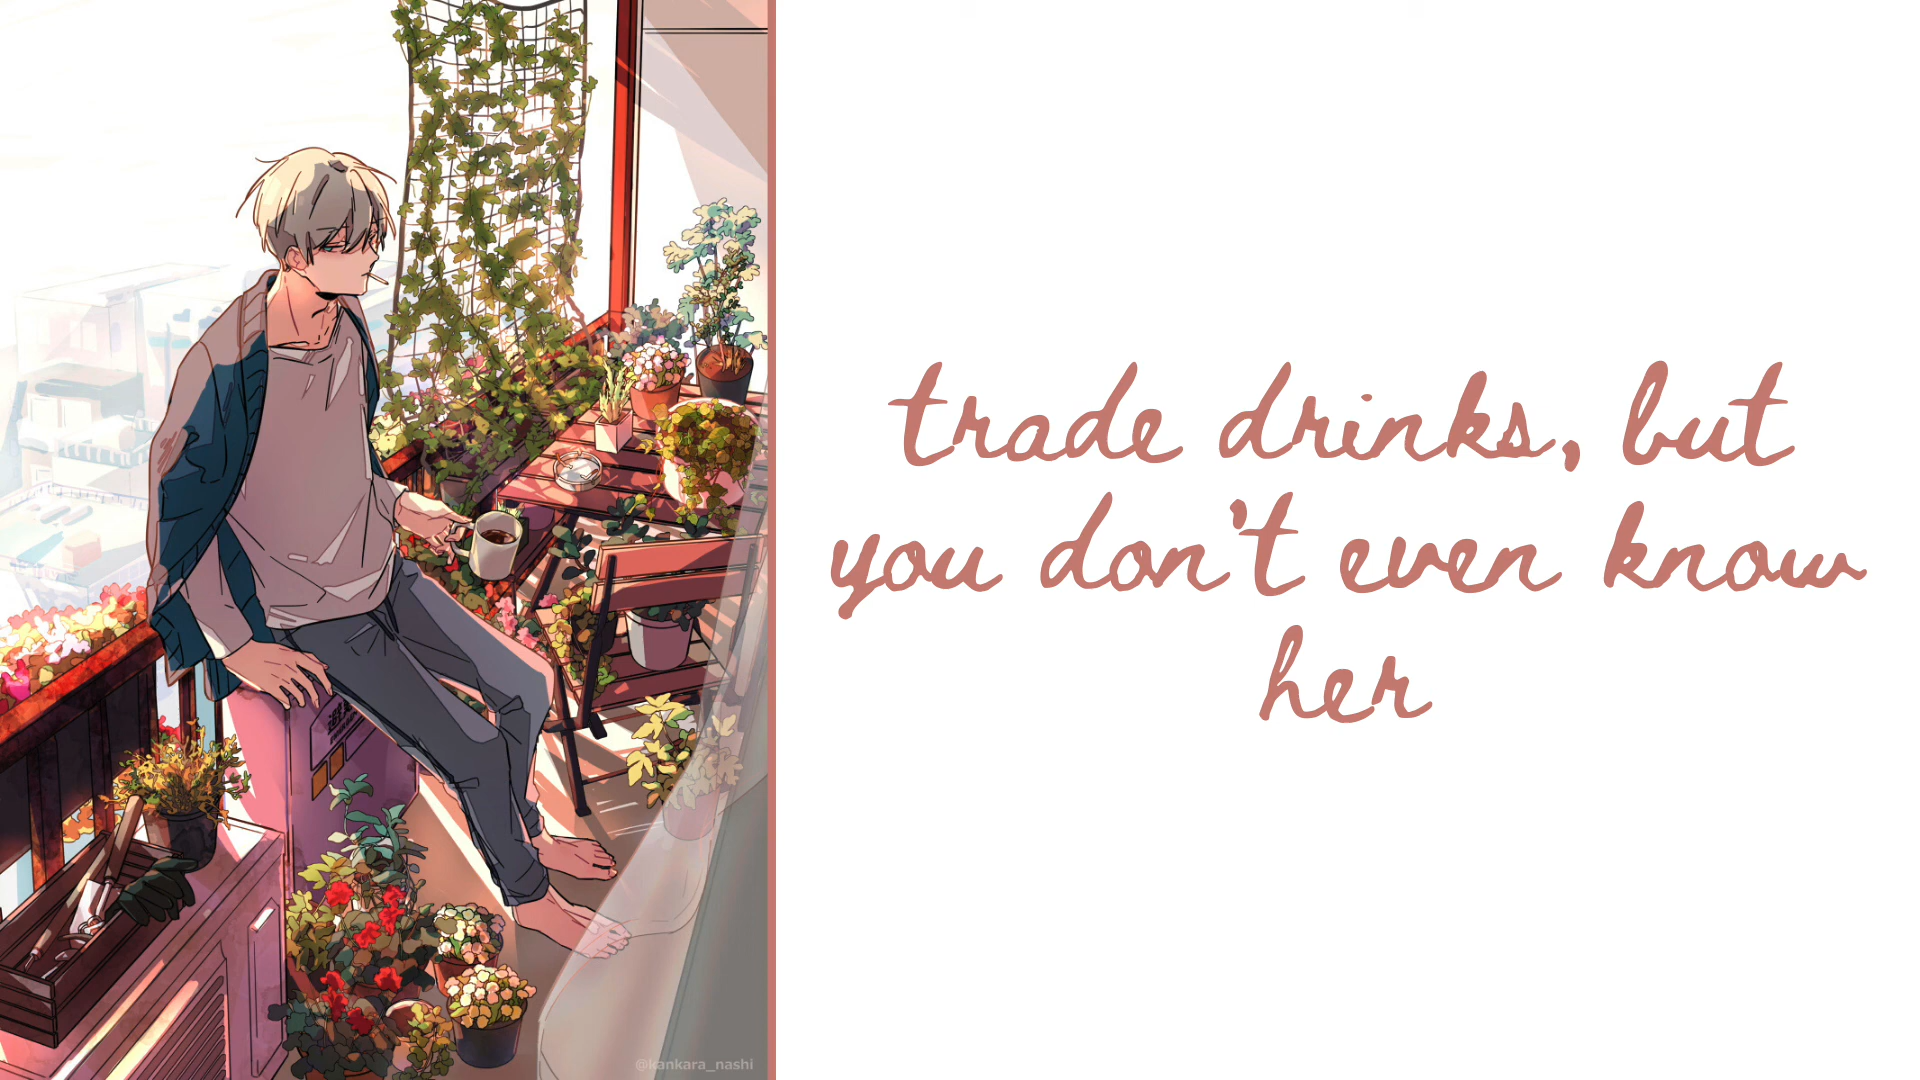 trade drinks, but
you don't even know
her
@kankara_nashi